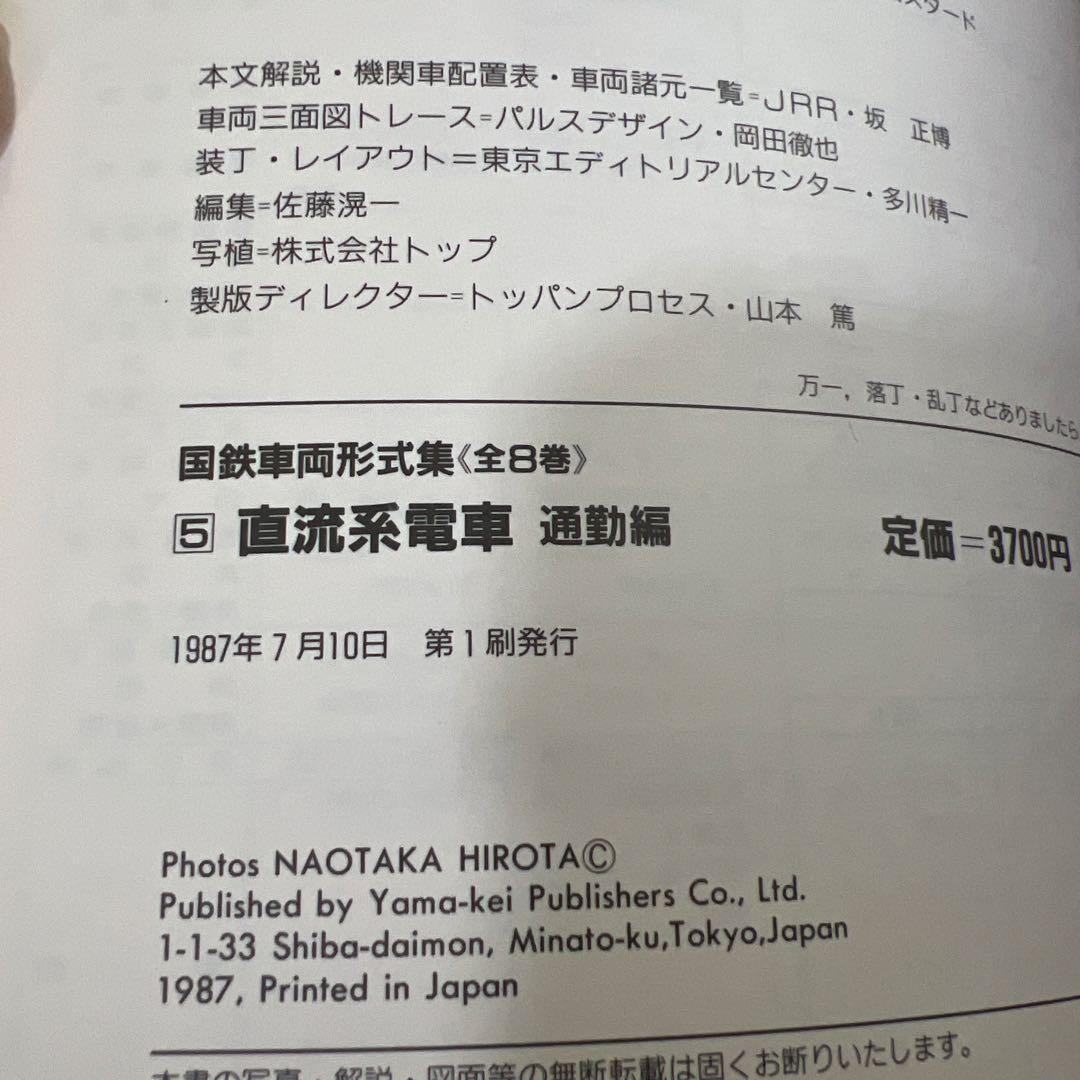 スタード
本文解説・機関車配置表・車両諸元一覧=JRR・坂 正博
車両三面図トレース=パルスデザイン・岡田徹也
装丁・レイアウト=東京エディトリアルセンター・多川精一
編集=佐藤滉一
写植=株式会社トップ
製版ディレクター=トッパンプロセス・山本 篤
万一，落丁・乱丁などありましたら
国鉄車両形式集《全8巻》
5 直流系電車 通勤編 定価=3700円
1987年7月10日 第1刷発行
Photos NAOTAKA HIROTA©
Published by Yama-kei Publishers Co., Ltd.
1-1-33 Shiba-daimon, Minato-ku,Tokyo,Japan
1987, Printed in Japan
本書の写真・解説・図面等の無断転載は固くお断りいたします。